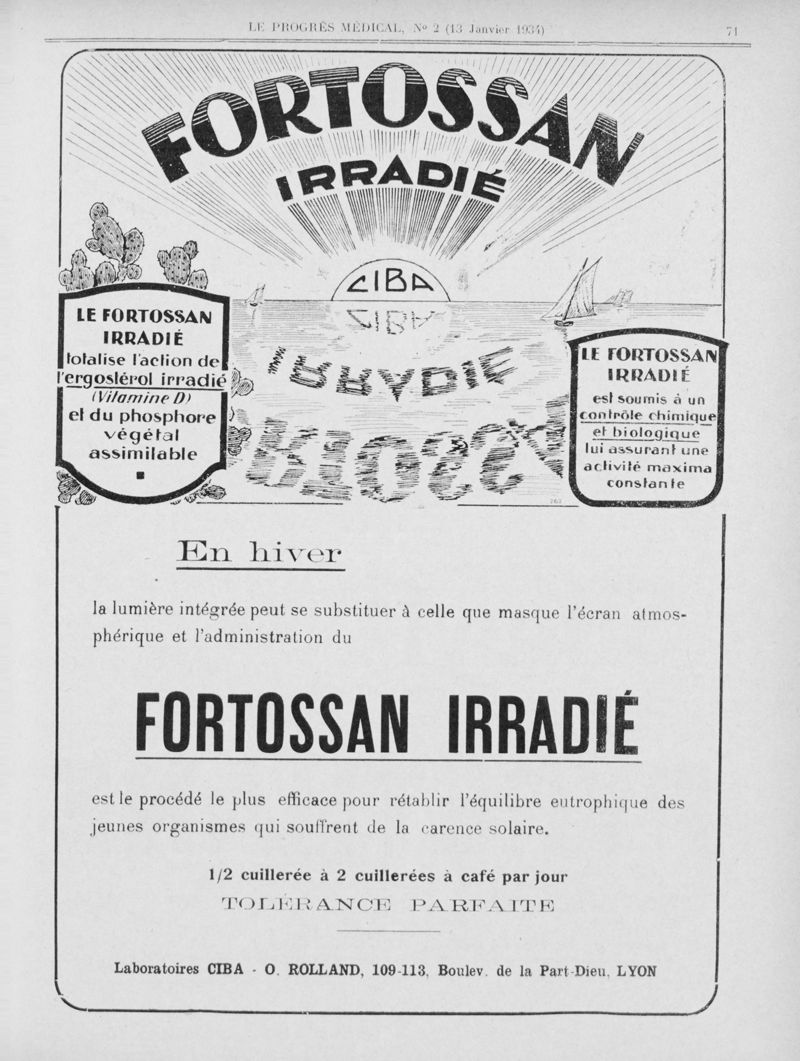 LE PROGRÈS MÉDICAL, No 2 (13 Janvier 1934)
71
FORTOSSAN
IRRADIÉ
CIBA
CIBA
IRRADIE
LE FORTOSSAN
IRRADIÉ
totalise l'action de
l'ergostérol irradié
(Vitamine D)
et du phosphore
végétal
assimilable
LE FORTOSSAN
IRRADIÉ
est soumis à un
contrôle chimique
et biologique
lui assurant une
activité maxima
constante
En hiver
la lumière intégrée peut se substituer à celle que masque l'écran atmos-
phérique et l'administration du
FORTOSSAN IRRADIÉ
est le procédé le plus efficace pour rétablir l'équilibre eutrophique des
jeunes organismes qui souffrent de la carence solaire.
1/2 cuillerée à 2 cuillerées à café par jour
TOLÉRANCE PARFAITE
Laboratoires CIBA - O. ROLLAND, 109-113, Boulev. de la Part-Dieu, LYON